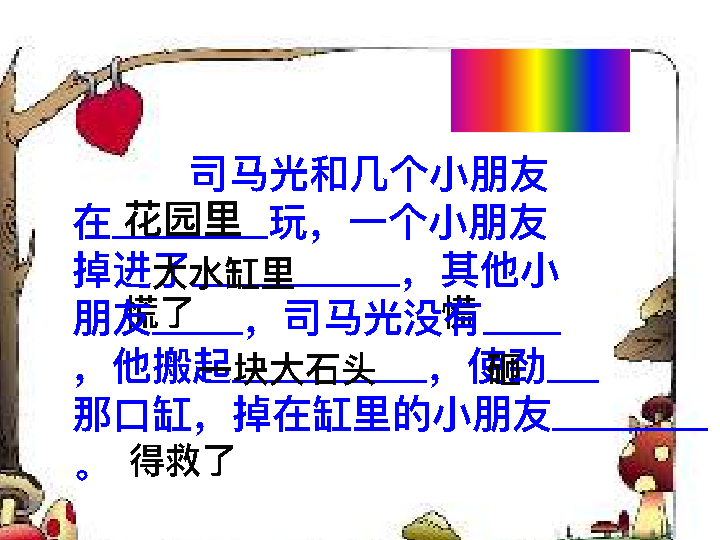 司马光和几个小朋友
在花园里玩，一个小朋友
掉进了大水缸里，其他小
朋友慌了，司马光没有慌
，他搬起一块大石头，使劲砸
那口缸，掉在缸里的小朋友
。得救了